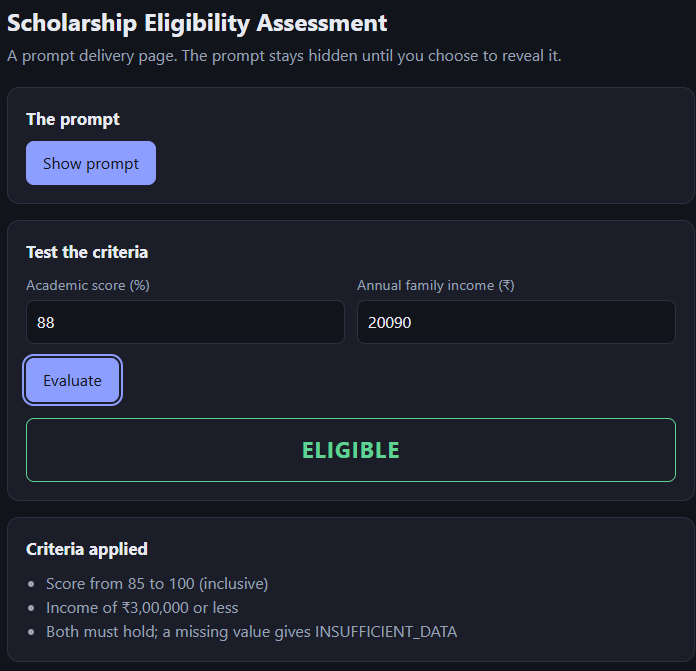 Scholarship Eligibility Assessment
A prompt delivery page. The prompt stays hidden until you choose to reveal it.
The prompt
Show prompt
Test the criteria
Academic score (%)
Annual family income (₹)
88
20090
Evaluate
ELIGIBLE
Criteria applied
• Score from 85 to 100 (inclusive)
• Income of ₹3,00,000 or less
• Both must hold; a missing value gives INSUFFICIENT_DATA